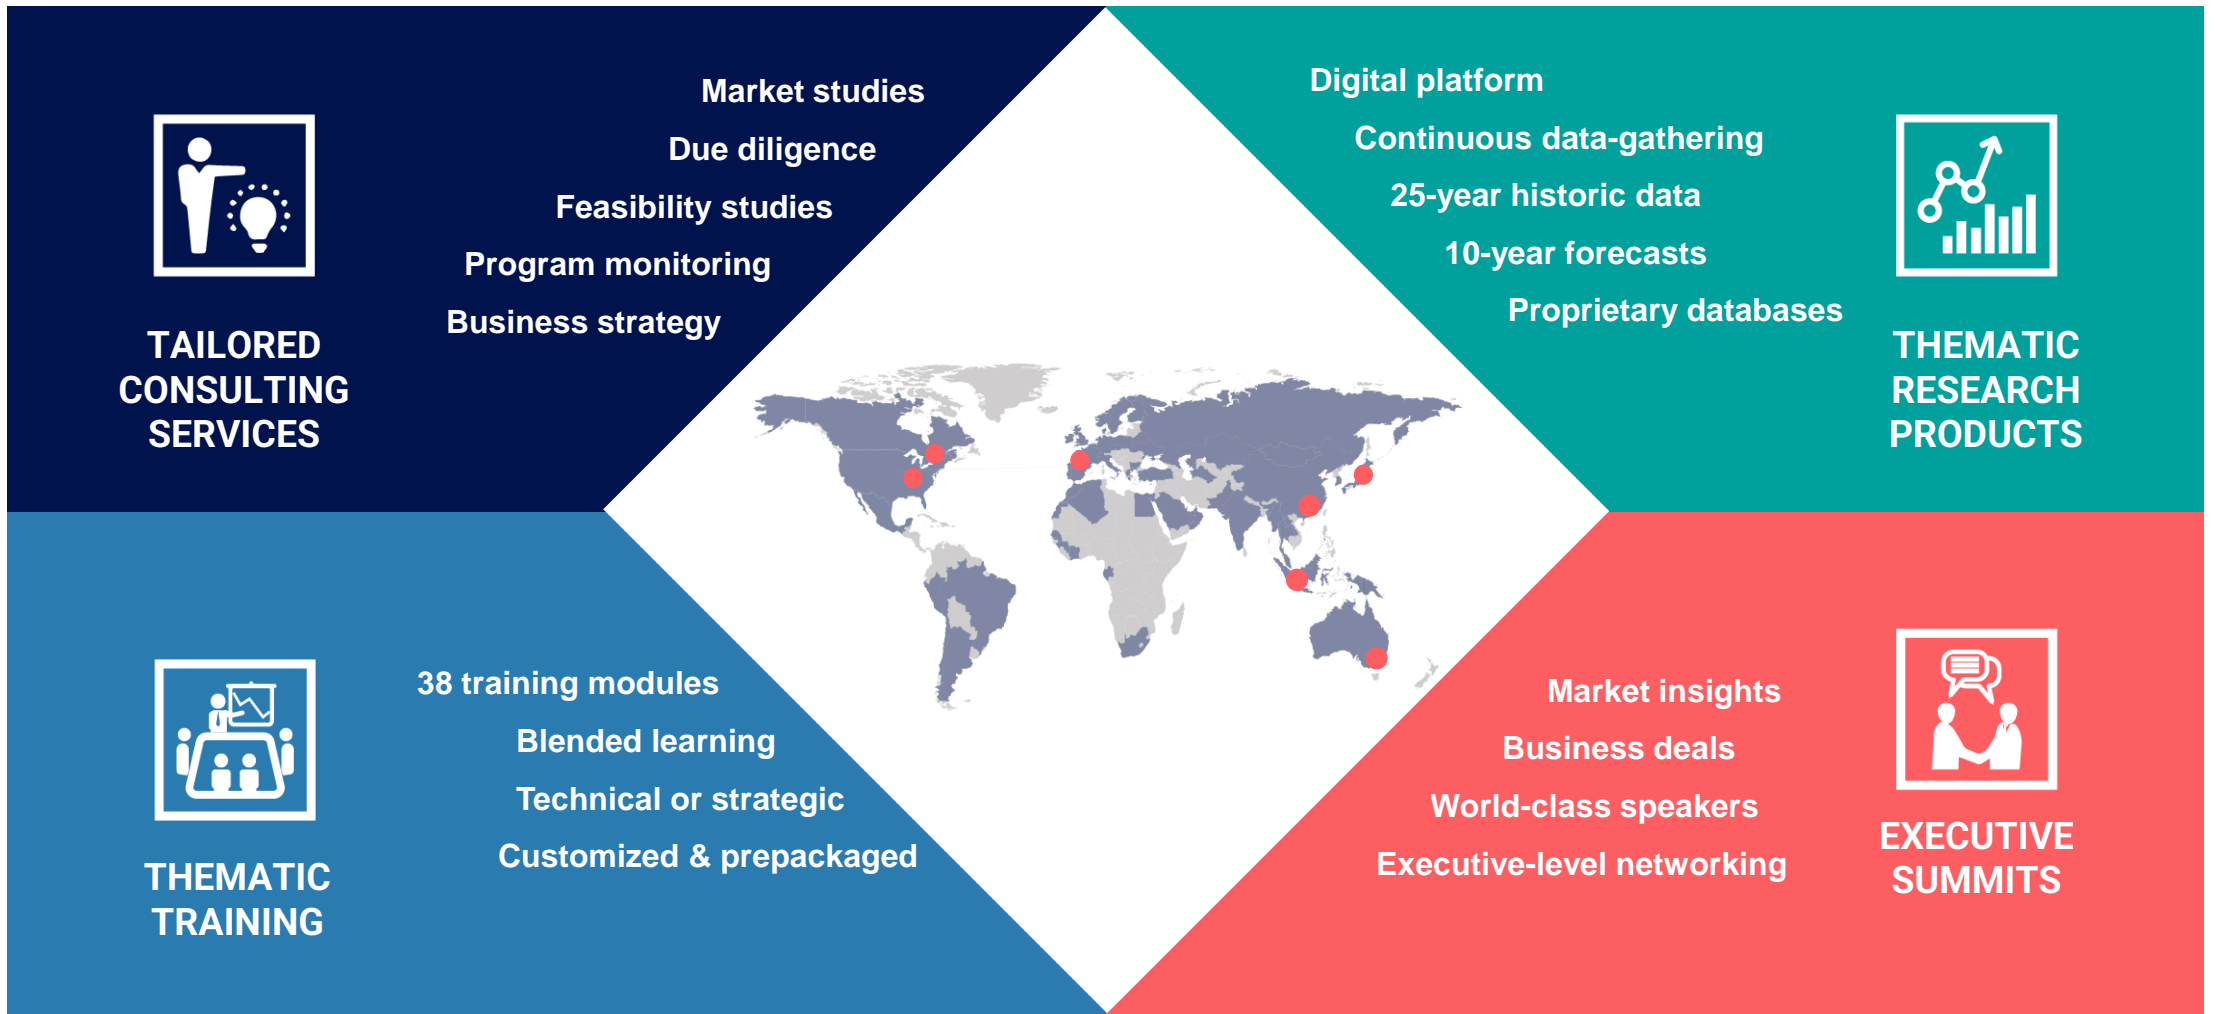 Market studies
Due diligence
Feasibility studies
Program monitoring
Business strategy
TAILORED
CONSULTING
SERVICES
Digital platform
Continuous data-gathering
25-year historic data
10-year forecasts
Proprietary databases
THEMATIC
RESEARCH
PRODUCTS
38 training modules
Blended learning
Technical or strategic
Customized & prepackaged
THEMATIC
TRAINING
Market insights
Business deals
World-class speakers
Executive-level networking
EXECUTIVE
SUMMITS